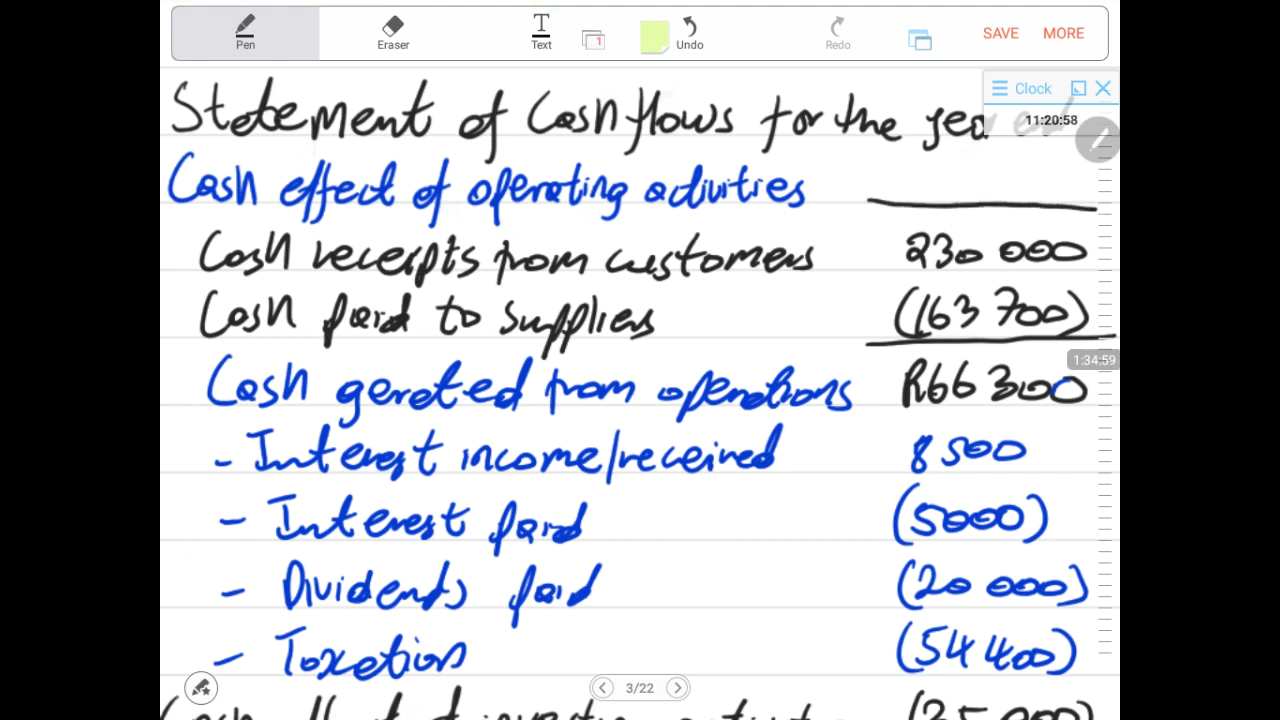 Pen Eraser Text 1 Undo Redo SAVE MORE
Clock
11:20:58
Statement of Cash flows for the year
Cash effect of operating activities
Cash receipts from customers 230 000
Cash paid to suppliers (163 700)
1:34:59
Cash gerated from operations R66 300
- Interest income/received 8 500
- Interest paid (5000)
- Dividends paid (20 000)
- Taxation (54 400)
3/22